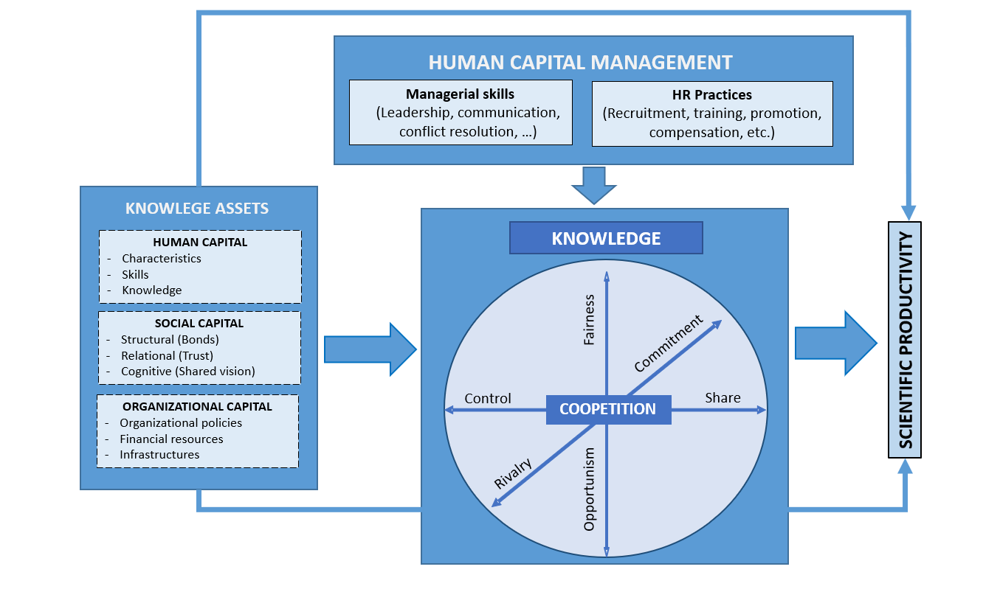 HUMAN CAPITAL MANAGEMENT
Managerial skills
(Leadership, communication,
conflict resolution, …)
HR Practices
(Recruitment, training, promotion,
compensation, etc.)
KNOWLEGE ASSETS
HUMAN CAPITAL
- Characteristics
- Skills
- Knowledge
SOCIAL CAPITAL
- Structural (Bonds)
- Relational (Trust)
- Cognitive (Shared vision)
ORGANIZATIONAL CAPITAL
- Organizational policies
- Financial resources
- Infrastructures
KNOWLEDGE
Fairness
Commitment
Control
COOPETITION
Share
Rivalry
Opportunism
SCIENTIFIC PRODUCTIVITY